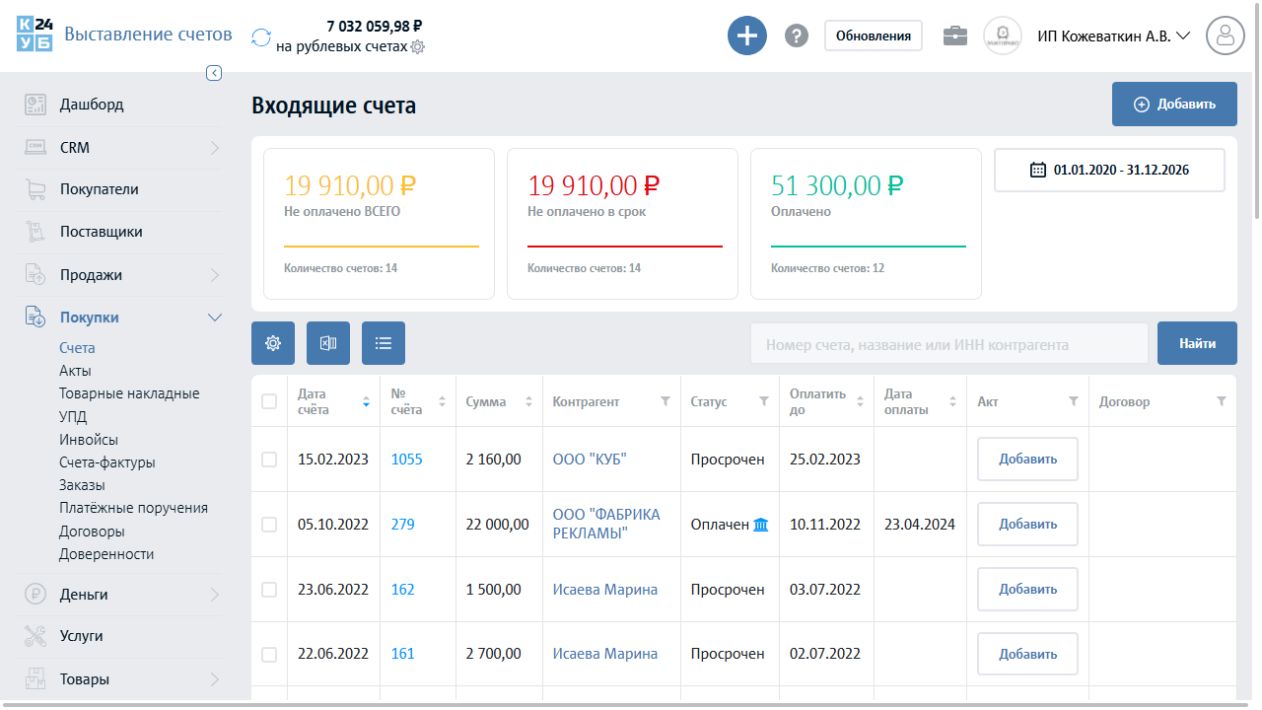 К 24
УБ
Выставление счетов
7 032 059,98 ₽
на рублевых счетах
Обновления
ИП Кожеваткин А.В.
Дашборд
CRM
Покупатели
Поставщики
Продажи
Покупки
Счета
Акты
Товарные накладные
УПД
Инвойсы
Счета-фактуры
Заказы
Платёжные поручения
Договоры
Доверенности
Деньги
Услуги
Товары
Входящие счета
Добавить
19 910,00 ₽
Не оплачено ВСЕГО
Количество счетов: 14
19 910,00 ₽
Не оплачено в срок
Количество счетов: 14
51 300,00 ₽
Оплачено
Количество счетов: 12
01.01.2020 - 31.12.2026
Номер счета, название или ИНН контрагента
Найти
Дата счёта № счёта Сумма Контрагент Статус Оплатить до Дата оплаты Акт Договор
15.02.2023 1055 2 160,00 ООО "КУБ" Просрочен 25.02.2023 Добавить
05.10.2022 279 22 000,00 ООО "ФАБРИКА РЕКЛАМЫ" Оплачен 10.11.2022 23.04.2024 Добавить
23.06.2022 162 1 500,00 Исаева Марина Просрочен 03.07.2022 Добавить
22.06.2022 161 2 700,00 Исаева Марина Просрочен 02.07.2022 Добавить